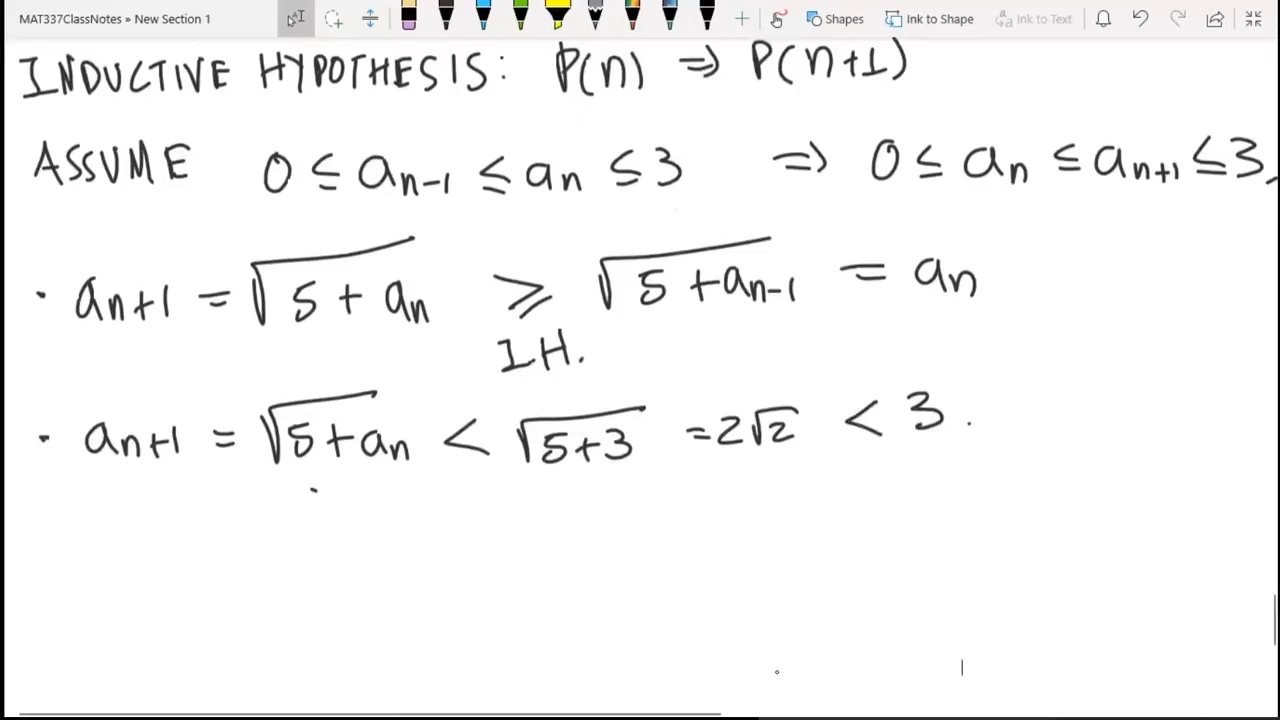 MAT337ClassNotes » New Section 1
Shapes
Ink to Shape
Ink to Text
INDUCTIVE HYPOTHESIS: P(n) ⇒ P(n+1)
ASSUME 0 ≤ aₙ₋₁ ≤ aₙ ≤ 3 ⇒ 0 ≤ aₙ ≤ aₙ₊₁ ≤ 3.
· aₙ₊₁ = √(5 + aₙ) ≥ √(5 + aₙ₋₁) = aₙ
IH.
· aₙ₊₁ = √(5+aₙ) < √(5+3) = 2√2 < 3.